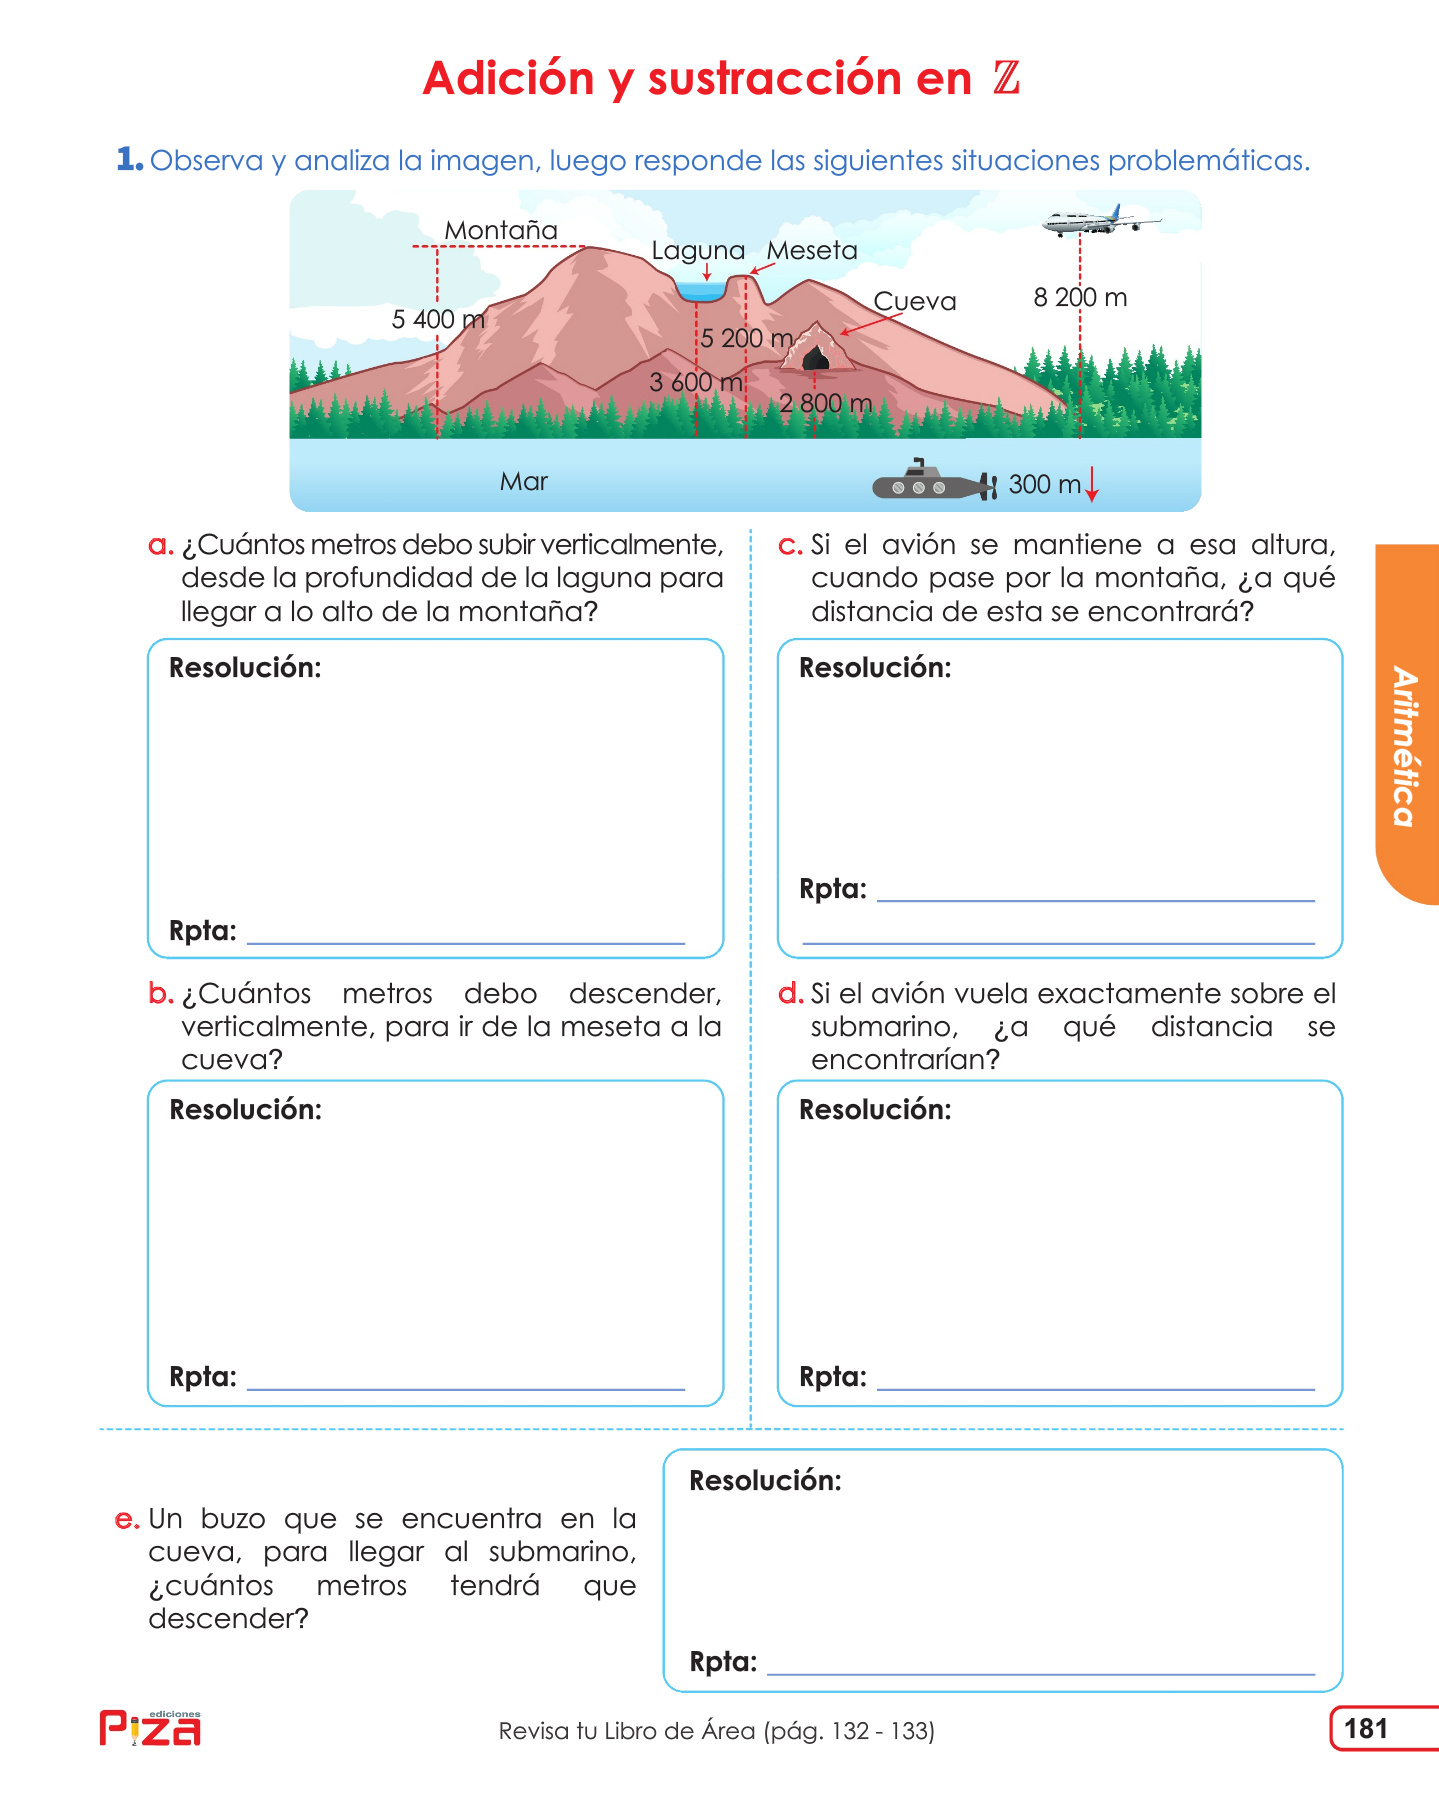 Adición y sustracción en ℤ
1. Observa y analiza la imagen, luego responde las siguientes situaciones problemáticas.
Montaña
Laguna Meseta
Cueva
8 200 m
5 400 m
5 200 m
3 600 m
2 800 m
Mar
300 m
a. ¿Cuántos metros debo subir verticalmente,
desde la profundidad de la laguna para
llegar a lo alto de la montaña?
Resolución:
Rpta:
b. ¿Cuántos metros debo descender,
verticalmente, para ir de la meseta a la
cueva?
Resolución:
Rpta:
c. Si el avión se mantiene a esa altura,
cuando pase por la montaña, ¿a qué
distancia de esta se encontrará?
Resolución:
Rpta:
d. Si el avión vuela exactamente sobre el
submarino, ¿a qué distancia se
encontrarían?
Resolución:
Rpta:
e. Un buzo que se encuentra en la
cueva, para llegar al submarino,
¿cuántos metros tendrá que
descender?
Resolución:
Rpta:
Aritmética
ediciones
Piza
Revisa tu Libro de Área (pág. 132 - 133)
181